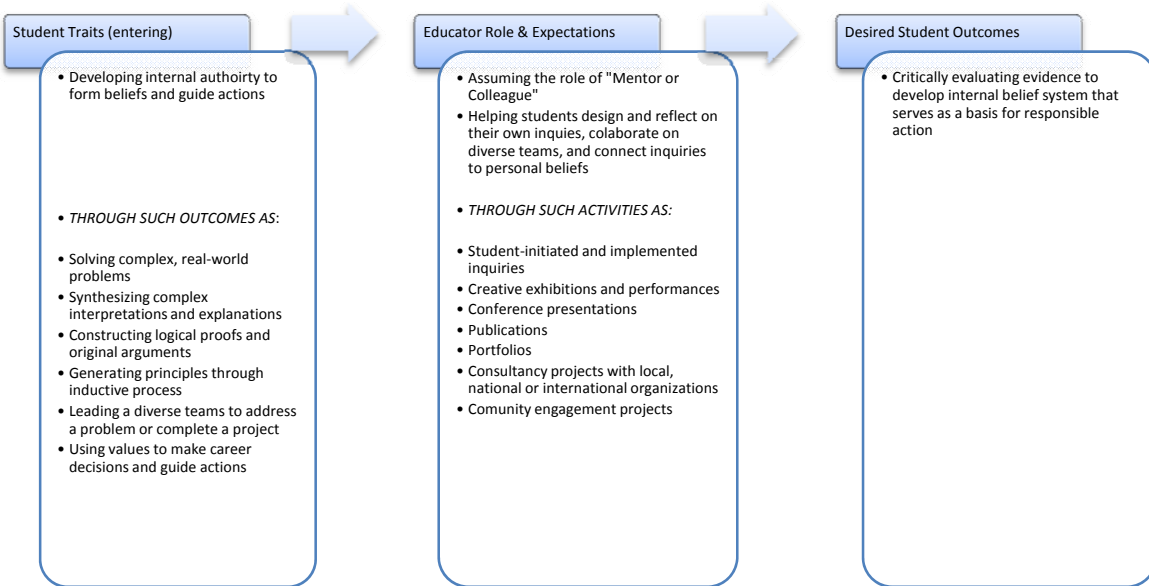 Student Traits (entering)
• Developing internal authoirty to
form beliefs and guide actions
• THROUGH SUCH OUTCOMES AS:
• Solving complex, real-world
problems
• Synthesizing complex
interpretations and explanations
• Constructing logical proofs and
original arguments
• Generating principles through
inductive process
• Leading a diverse teams to address
a problem or complete a project
• Using values to make career
decisions and guide actions
Educator Role & Expectations
• Assuming the role of "Mentor or
Colleague"
• Helping students design and reflect on
their own inquies, colaborate on
diverse teams, and connect inquiries
to personal beliefs
• THROUGH SUCH ACTIVITIES AS:
• Student-initiated and implemented
inquiries
• Creative exhibitions and performances
• Conference presentations
• Publications
• Portfolios
• Consultancy projects with local,
national or international organizations
• Comunity engagement projects
Desired Student Outcomes
• Critically evaluating evidence to
develop internal belief system that
serves as a basis for responsible
action